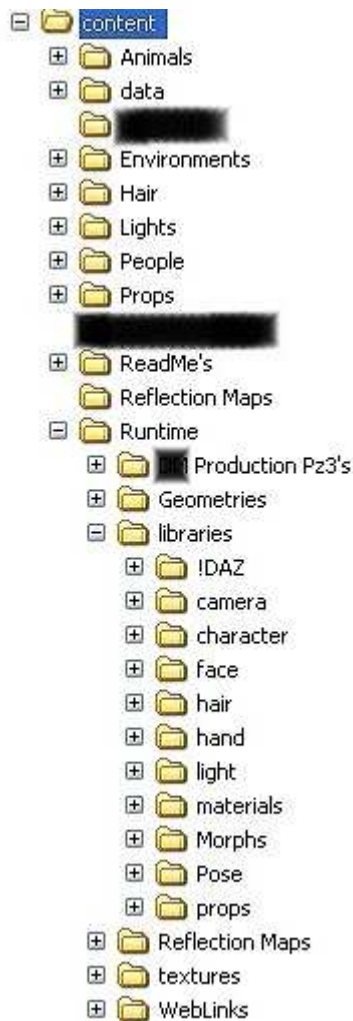 content
Animals
data
Environments
Hair
Lights
People
Props
ReadMe's
Reflection Maps
Runtime
Production Pz3's
Geometries
libraries
!DAZ
camera
character
face
hair
hand
light
materials
Morphs
Pose
props
Reflection Maps
textures
WebLinks